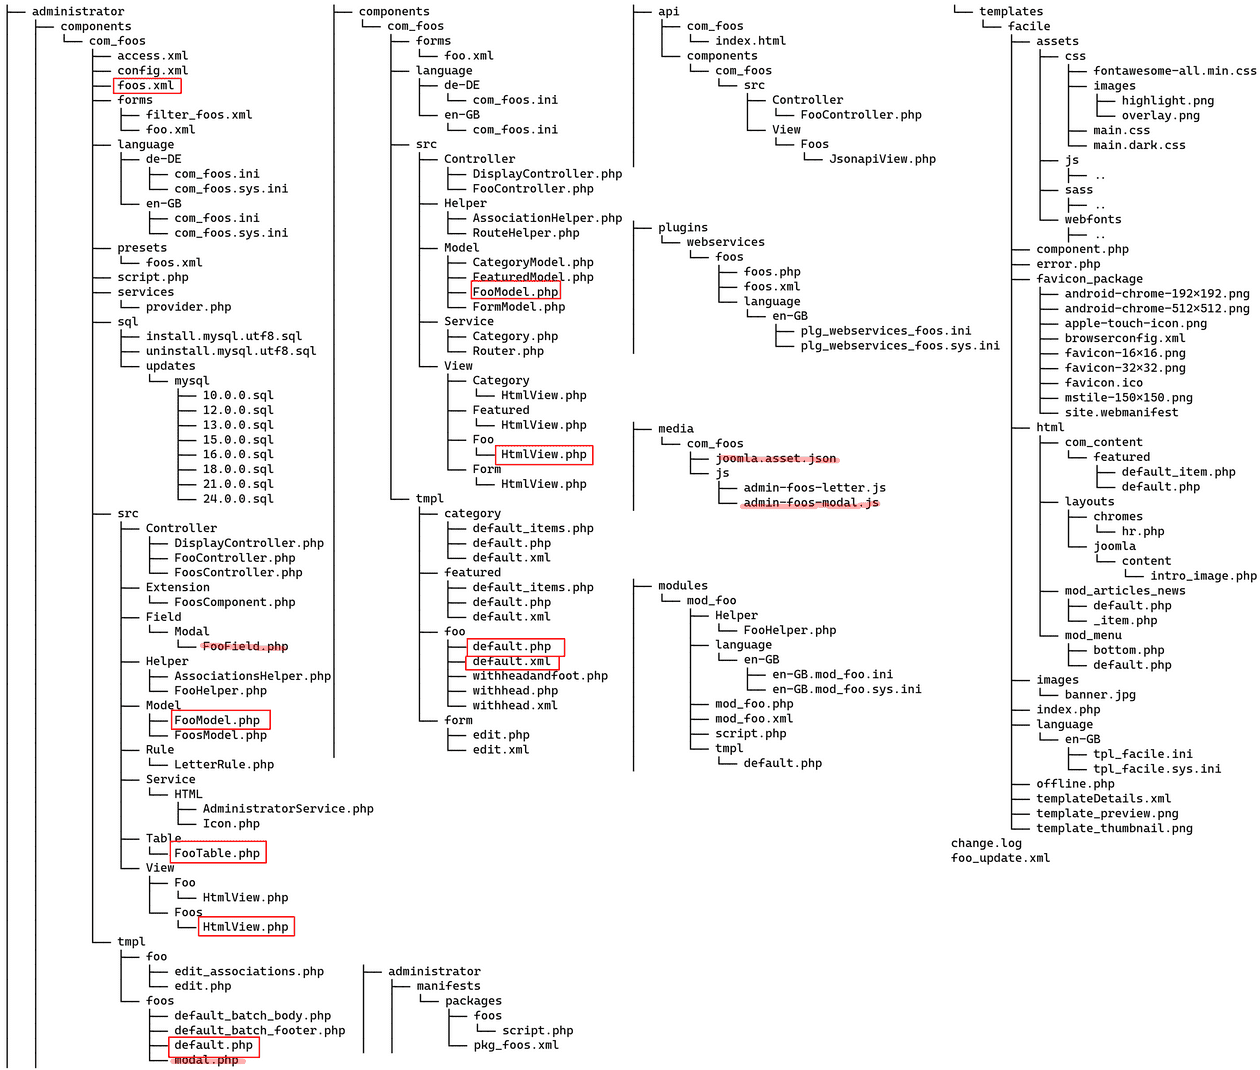 administrator
components
com_foos
access.xml
config.xml
foos.xml
forms
filter_foos.xml
foo.xml
language
de-DE
com_foos.ini
com_foos.sys.ini
en-GB
com_foos.ini
com_foos.sys.ini
presets
foos.xml
script.php
services
provider.php
sql
install.mysql.utf8.sql
uninstall.mysql.utf8.sql
updates
mysql
10.0.0.sql
12.0.0.sql
13.0.0.sql
15.0.0.sql
16.0.0.sql
18.0.0.sql
21.0.0.sql
24.0.0.sql
src
Controller
DisplayController.php
FooController.php
FoosController.php
Extension
FoosComponent.php
Field
Modal
FooField.php
Helper
AssociationsHelper.php
FooHelper.php
Model
FooModel.php
FoosModel.php
Rule
LetterRule.php
Service
HTML
AdministratorService.php
Icon.php
Table
FooTable.php
View
Foo
HtmlView.php
Foos
HtmlView.php
tmpl
foo
edit_associations.php
edit.php
foos
default_batch_body.php
default_batch_footer.php
default.php
modal.php
components
com_foos
forms
foo.xml
language
de-DE
com_foos.ini
en-GB
com_foos.ini
src
Controller
DisplayController.php
FooController.php
Helper
AssociationHelper.php
RouteHelper.php
Model
CategoryModel.php
FeaturedModel.php
FooModel.php
FormModel.php
Service
Category.php
Router.php
View
Category
HtmlView.php
Featured
HtmlView.php
Foo
HtmlView.php
Form
HtmlView.php
tmpl
category
default_items.php
default.php
default.xml
featured
default_items.php
default.php
default.xml
foo
default.php
default.xml
withheadandfoot.php
withhead.php
withhead.xml
form
edit.php
edit.xml
administrator
manifests
packages
foos
script.php
pkg_foos.xml
api
com_foos
index.html
components
com_foos
src
Controller
FooController.php
View
Foos
JsonapiView.php
plugins
webservices
foos
foos.php
foos.xml
language
en-GB
plg_webservices_foos.ini
plg_webservices_foos.sys.ini
media
com_foos
joomla.asset.json
js
admin-foos-letter.js
admin-foos-modal.js
modules
mod_foo
Helper
FooHelper.php
language
en-GB
en-GB.mod_foo.ini
en-GB.mod_foo.sys.ini
mod_foo.php
mod_foo.xml
script.php
tmpl
default.php
templates
facile
assets
css
fontawesome-all.min.css
images
highlight.png
overlay.png
main.css
main.dark.css
js
..
sass
..
webfonts
..
component.php
error.php
favicon_package
android-chrome-192×192.png
android-chrome-512×512.png
apple-touch-icon.png
browserconfig.xml
favicon-16×16.png
favicon-32×32.png
favicon.ico
mstile-150×150.png
site.webmanifest
html
com_content
featured
default_item.php
default.php
layouts
chromes
hr.php
joomla
content
intro_image.php
mod_articles_news
default.php
_item.php
mod_menu
bottom.php
default.php
images
banner.jpg
index.php
language
en-GB
tpl_facile.ini
tpl_facile.sys.ini
offline.php
templateDetails.xml
template_preview.png
template_thumbnail.png
change.log
foo_update.xml